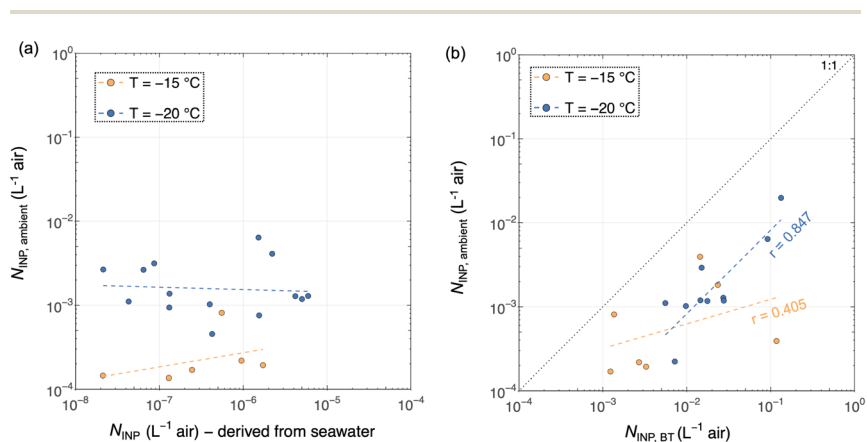 (a)
10⁰
10⁻¹
10⁻²
10⁻³
10⁻⁴
N_INP, ambient (L⁻¹ air)
T = −15 °C
T = −20 °C
10⁻⁸ 10⁻⁷ 10⁻⁶ 10⁻⁵ 10⁻⁴
N_INP (L⁻¹ air) – derived from seawater
(b)
10⁰
10⁻¹
10⁻²
10⁻³
10⁻⁴
N_INP, ambient (L⁻¹ air)
T = −15 °C
T = −20 °C
1:1
r = 0.847
r = 0.405
10⁻⁴ 10⁻³ 10⁻² 10⁻¹ 10⁰
N_INP, BT (L⁻¹ air)